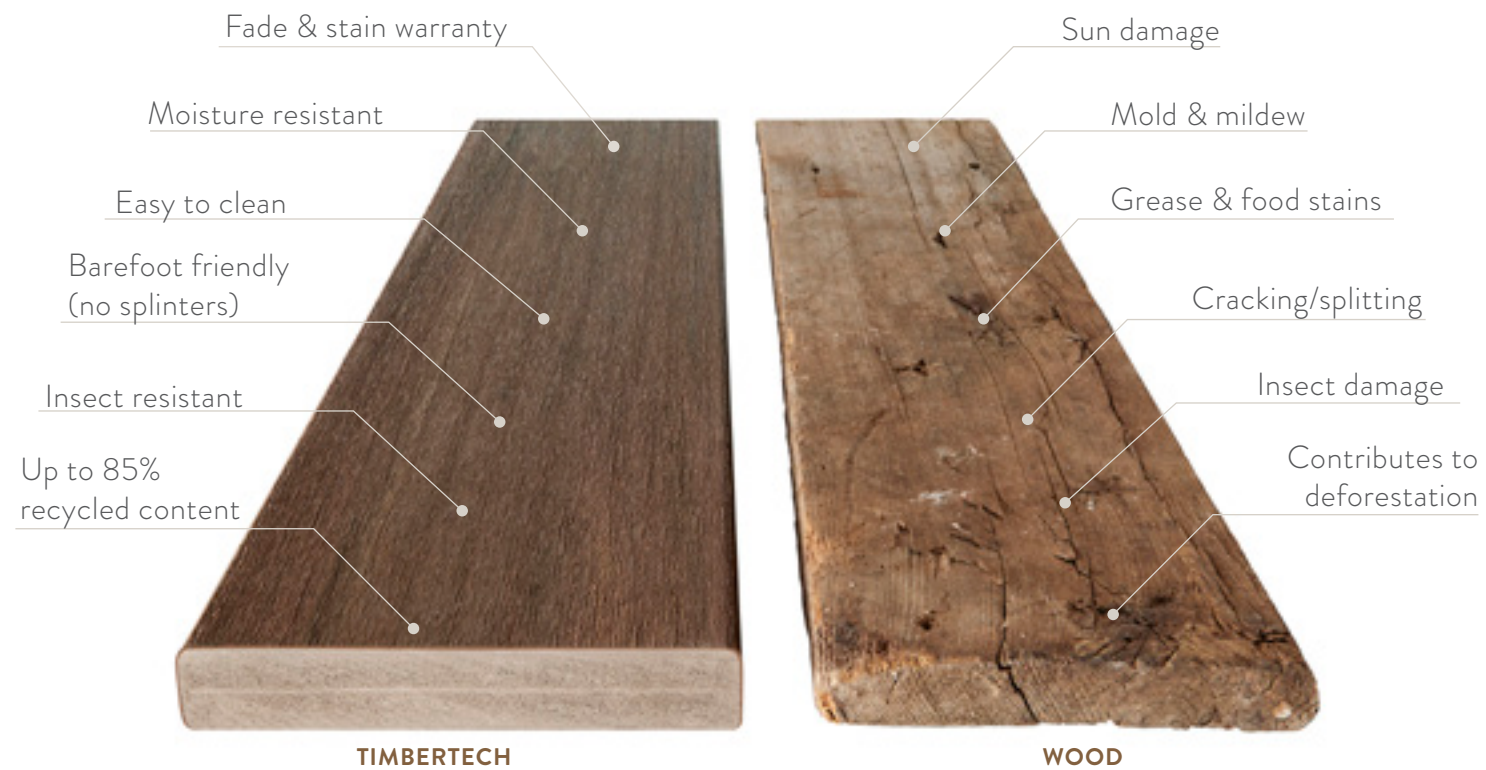 Fade & stain warranty
Moisture resistant
Easy to clean
Barefoot friendly
(no splinters)
Insect resistant
Up to 85%
recycled content
TIMBERTECH
Sun damage
Mold & mildew
Grease & food stains
Cracking/splitting
Insect damage
Contributes to
deforestation
WOOD